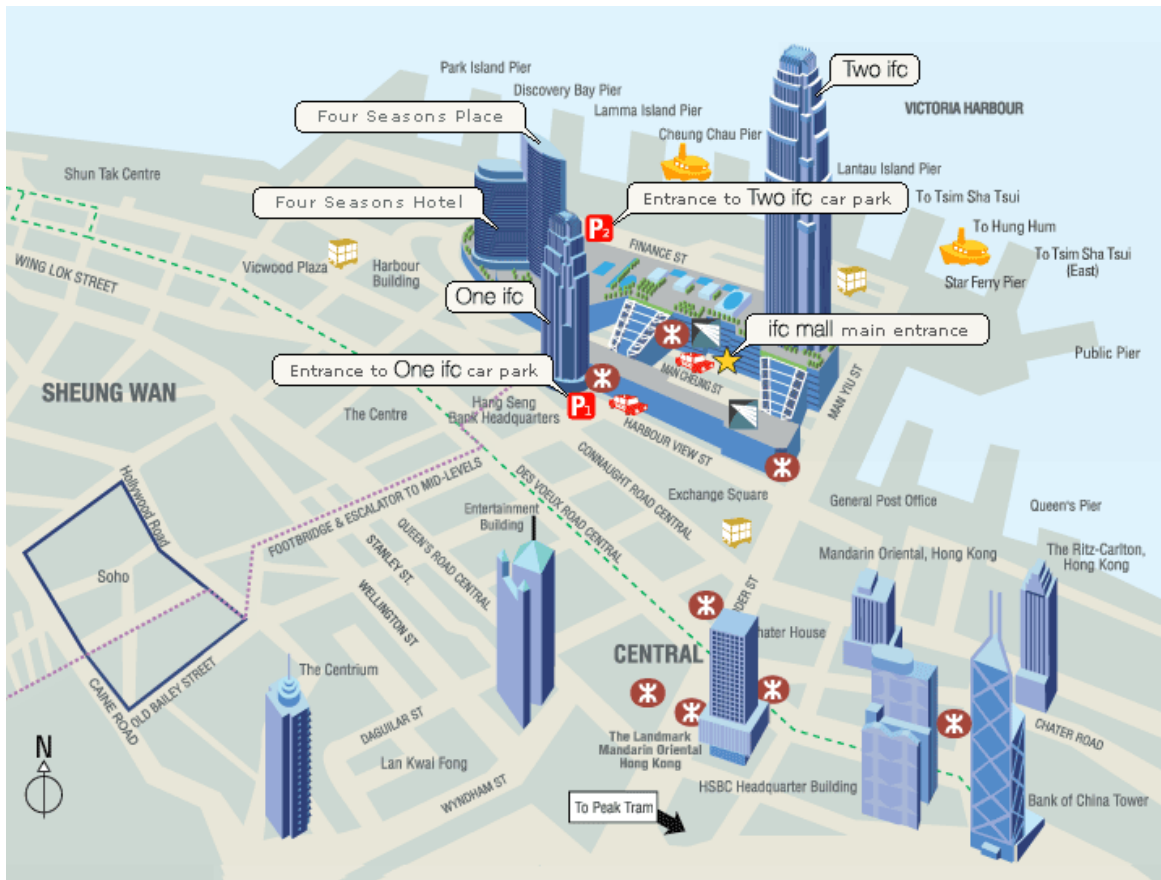 Park Island Pier
Discovery Bay Pier
Lamma Island Pier
Cheung Chau Pier
Two ifc
VICTORIA HARBOUR
Four Seasons Place
Shun Tak Centre
Lantau Island Pier
Four Seasons Hotel
Entrance to Two ifc car park
P2
To Tsim Sha Tsui
To Hung Hum
To Tsim Sha Tsui
(East)
Star Ferry Pier
FINANCE ST
WING LOK STREET
Vicwood Plaza
Harbour
Building
One ifc
ifc mall main entrance
Public Pier
MAN CHEUNG ST
MAN YIU ST
Entrance to One ifc car park
P1
SHEUNG WAN
The Centre
Hang Seng
Bank Headquarters
HARBOUR VIEW ST
CONNAUGHT ROAD CENTRAL
DES VOEUX ROAD CENTRAL
Exchange Square
General Post Office
Queen's Pier
Hollywood Road
FOOTBRIDGE & ESCALATOR TO MID-LEVELS
Entertainment
Building
QUEEN'S ROAD CENTRAL
STANLEY ST.
WELLINGTON ST
Mandarin Oriental, Hong Kong
The Ritz-Carlton,
Hong Kong
Soho
DER ST
hater House
CENTRAL
The Centrium
CAINE ROAD
OLD BAILEY STREET
DAGUILAR ST
Lan Kwai Fong
WYNDHAM ST
The Landmark
Mandarin Oriental
Hong Kong
CHATER ROAD
HSBC Headquarter Building
Bank of China Tower
To Peak Tram
N